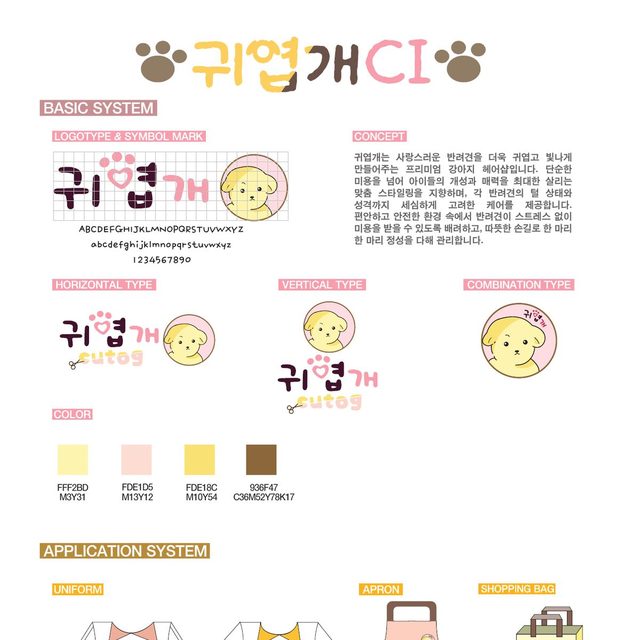 귀엽개CI
BASIC SYSTEM
LOGOTYPE & SYMBOL MARK
귀엽개
ABCDEFGHIJKLMNOPQRSTUVWXYZ
abcdefghijklmnopqrstuvwxyz
1234567890
CONCEPT
귀엽개는 사랑스러운 반려견을 더욱 귀엽고 빛나게
만들어주는 프리미엄 강아지 헤어샵입니다. 단순한
미용을 넘어 아이들의 개성과 매력을 최대한 살리는
맞춤 스타일링을 지향하며, 각 반려견의 털 상태와
성격까지 세심하게 고려한 케어를 제공합니다.
편안하고 안전한 환경 속에서 반려견이 스트레스 없이
미용을 받을 수 있도록 배려하고, 따뜻한 손길로 한 마리
한 마리 정성을 다해 관리합니다.
HORIZONTAL TYPE
귀엽개
cutog
VERTICAL TYPE
귀엽개
cutog
COMBINATION TYPE
귀엽개
COLOR
FFF2BD
M3Y31
FDE1D5
M13Y12
FDE18C
M10Y54
936F47
C36M52Y78K17
APPLICATION SYSTEM
UNIFORM
APRON
SHOPPING BAG